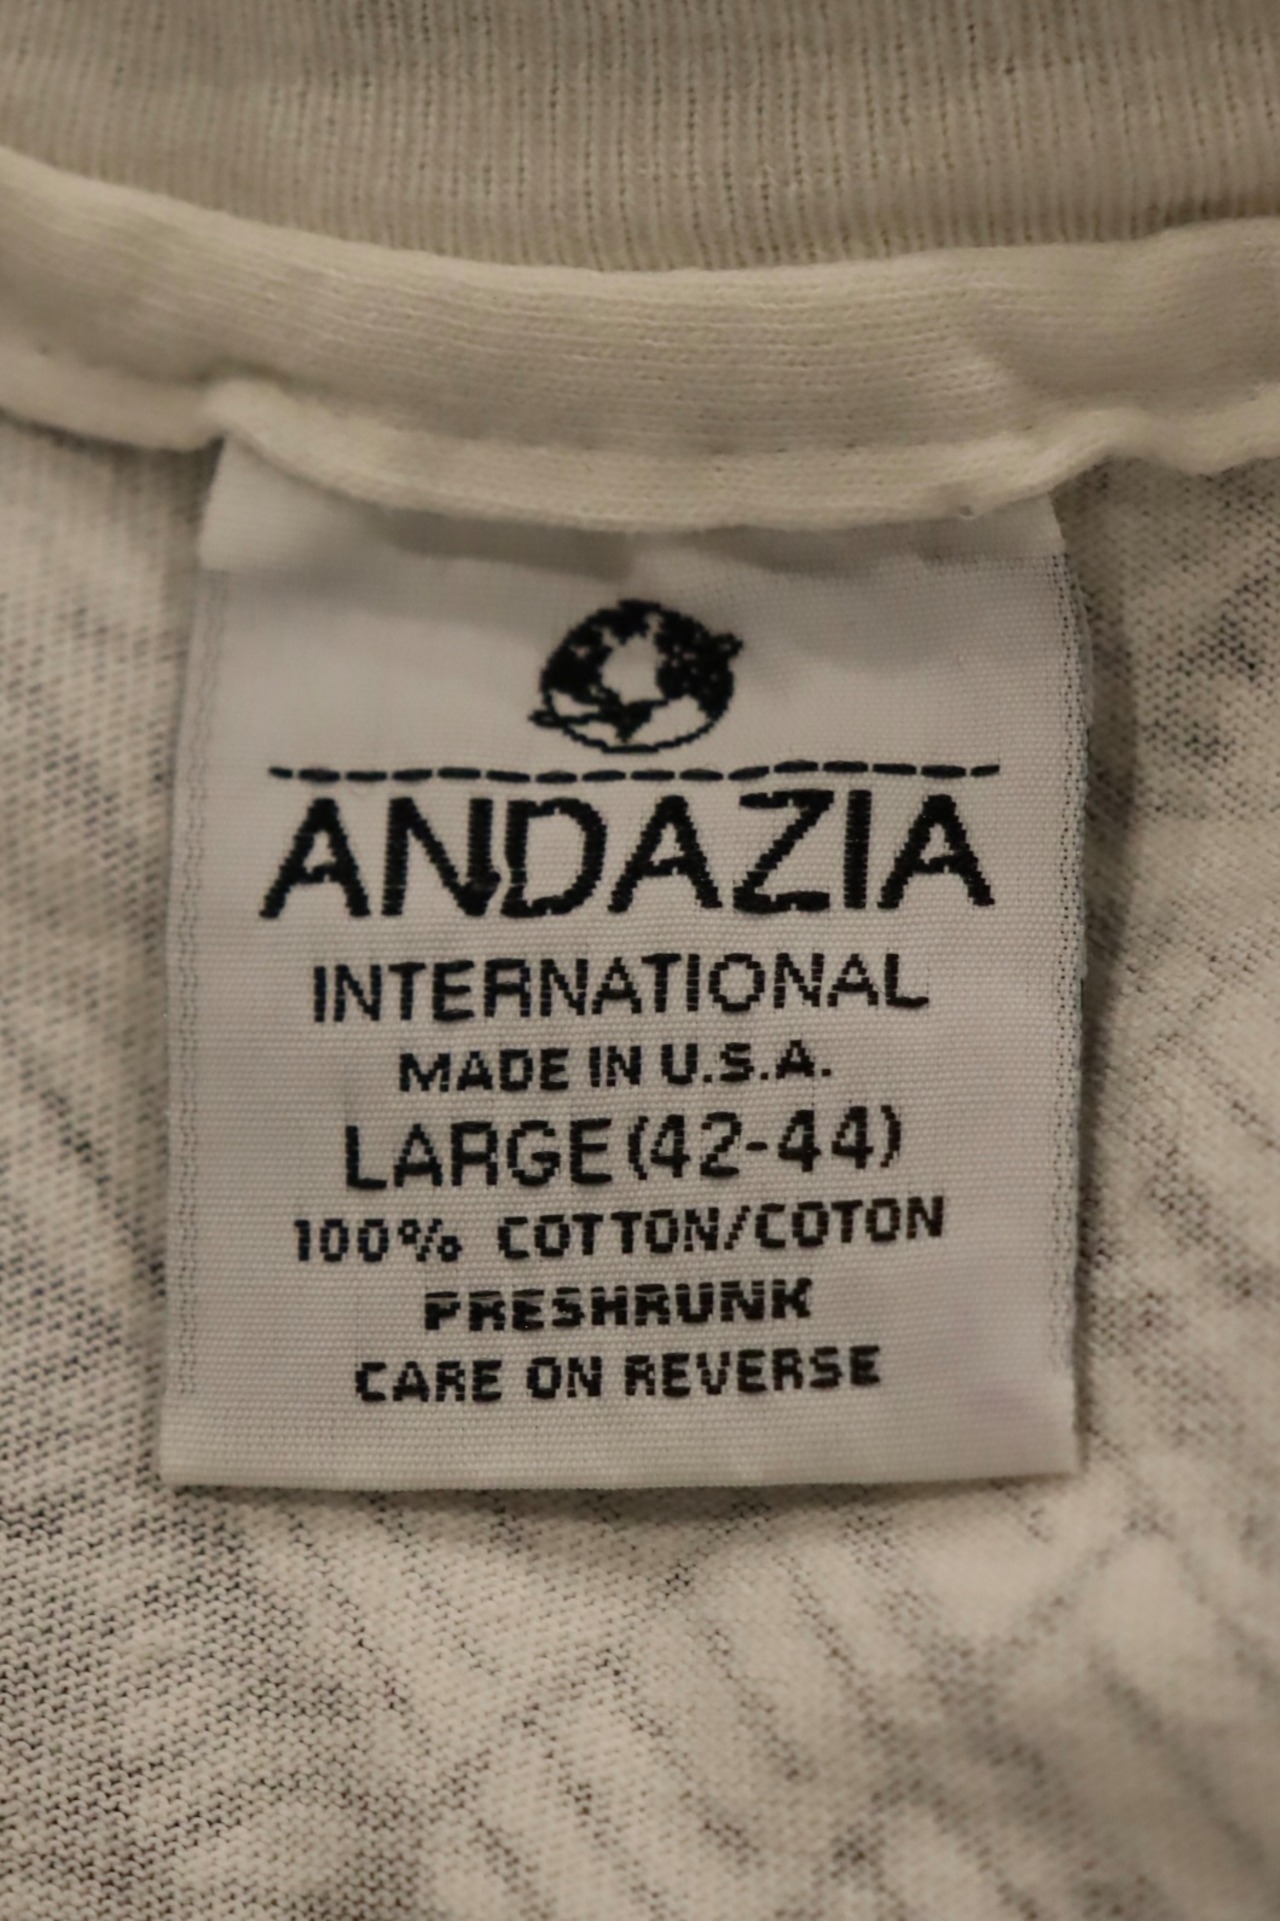 ANDAZIA
INTERNATIONAL
MADE IN U.S.A.
LARGE (42-44)
100% COTTON/COTON
PRESHRUNK
CARE ON REVERSE